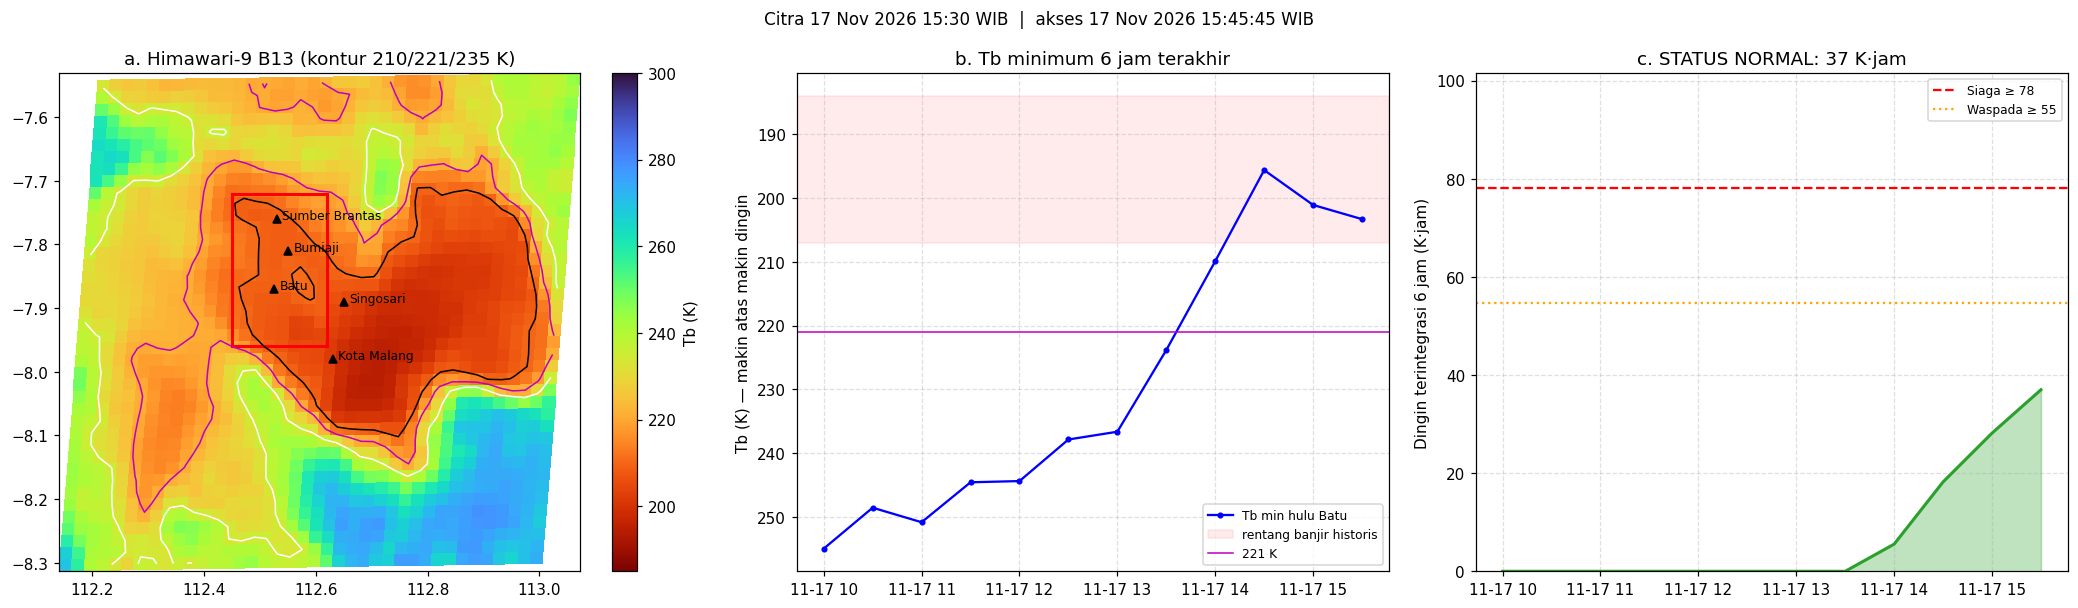 Citra 17 Nov 2026 15:30 WIB | akses 17 Nov 2026 15:45:45 WIB
a. Himawari-9 B13 (kontur 210/221/235 K)
−7.6
−7.7
−7.8
−7.9
−8.0
−8.1
−8.2
−8.3
112.2
112.4
112.6
112.8
113.0
Sumber Brantas
Bumiaji
Batu
Singosari
Kota Malang
300
280
260
240
220
200
Tb (K)
b. Tb minimum 6 jam terakhir
Tb (K) — makin atas makin dingin
190
200
210
220
230
240
250
11-17 10
11-17 11
11-17 12
11-17 13
11-17 14
11-17 15
Tb min hulu Batu
rentang banjir historis
221 K
c. STATUS NORMAL: 37 K·jam
Dingin terintegrasi 6 jam (K·jam)
100
80
60
40
20
0
11-17 10
11-17 11
11-17 12
11-17 13
11-17 14
11-17 15
Siaga ≥ 78
Waspada ≥ 55